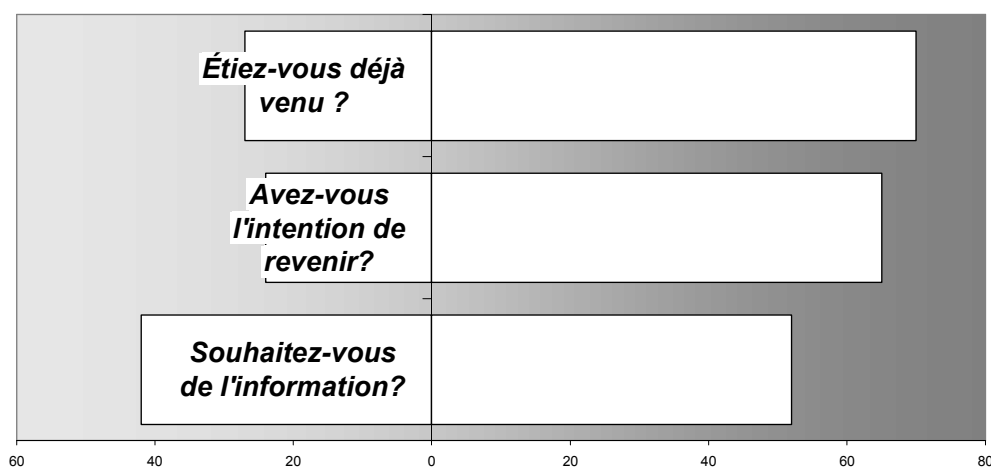 Étiez-vous déjà
venu ?
Avez-vous
l'intention de
revenir?
Souhaitez-vous
de l'information?
60 40 20 0 20 40 60 80